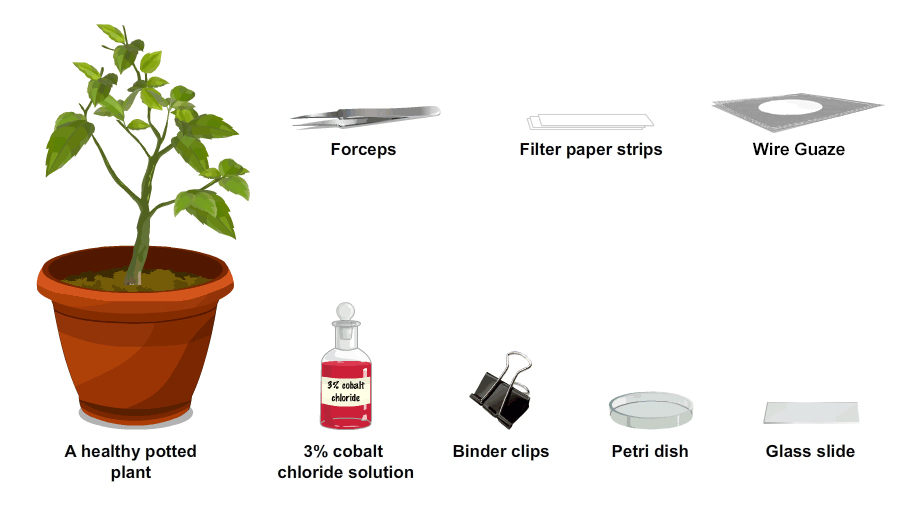 Forceps
Filter paper strips
Wire Guaze
3% cobalt
chloride
A healthy potted
plant
3% cobalt
chloride solution
Binder clips
Petri dish
Glass slide